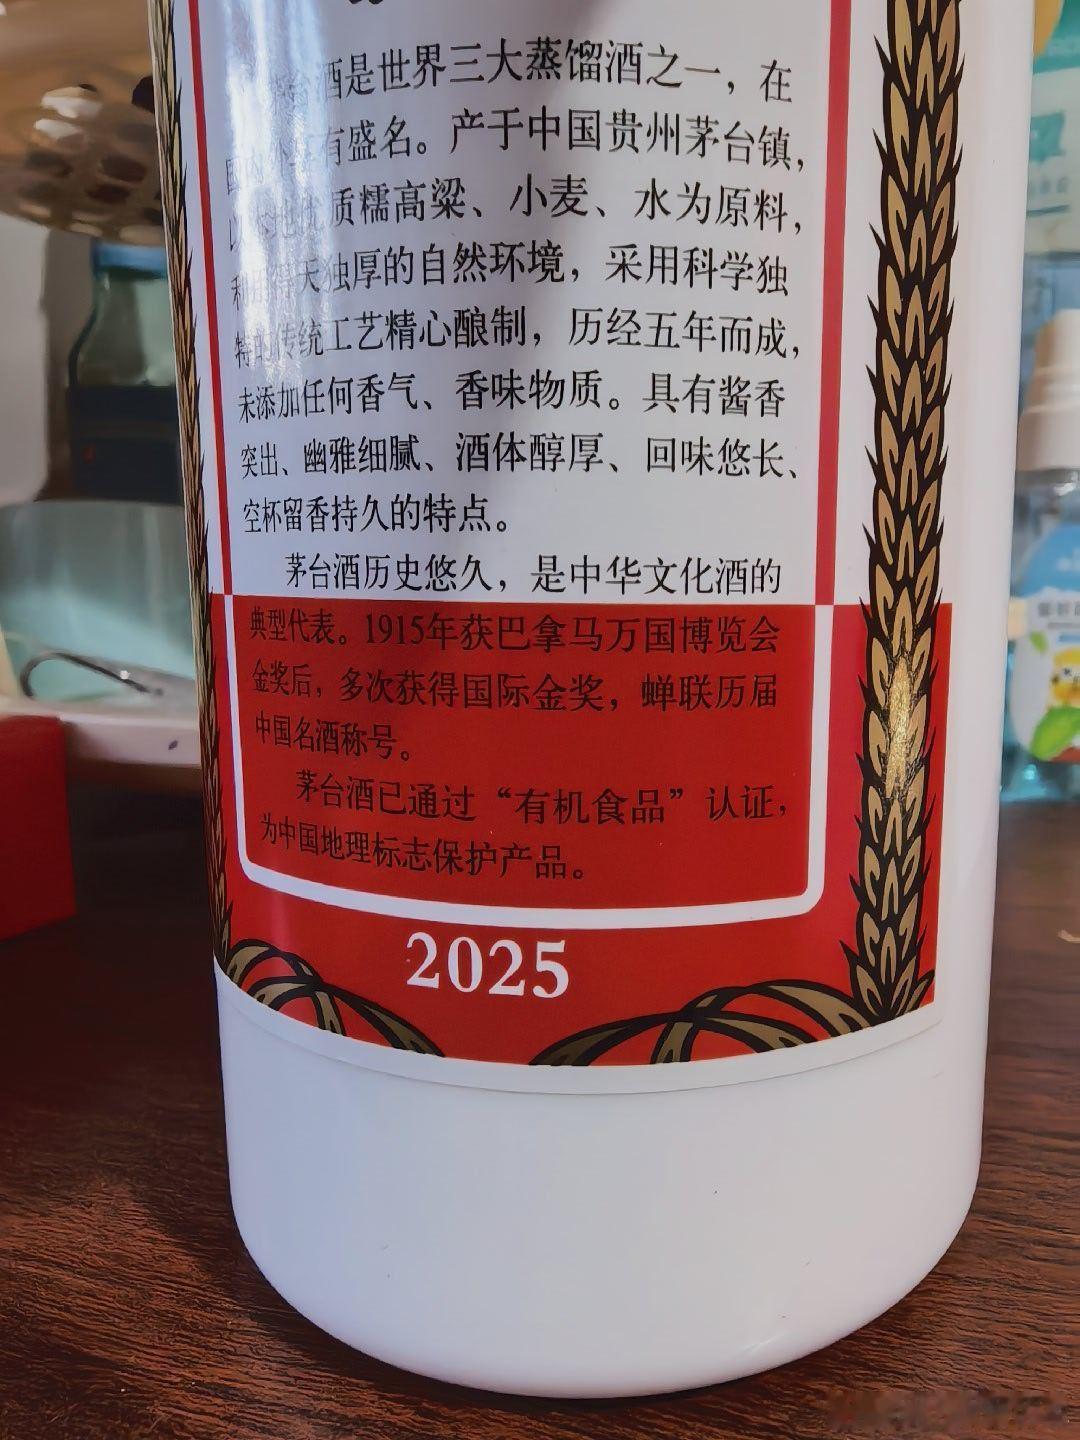 酒是世界三大蒸馏酒之一，在
有盛名。产于中国贵州茅台镇，
质糯高粱、小麦、水为原料，
天独厚的自然环境，采用科学独
特的传统工艺精心酿制，历经五年而成，
未添加任何香气、香味物质。具有酱香
突出、幽雅细腻、酒体醇厚、回味悠长、
空杯留香持久的特点。
茅台酒历史悠久，是中华文化酒的
典型代表。1915年获巴拿马万国博览会
金奖后，多次获得国际金奖，蝉联历届
中国名酒称号。
茅台酒已通过“有机食品”认证，
为中国地理标志保护产品。
2025